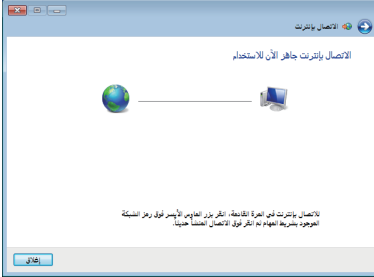 الاتصال بإنترنت
الاتصال بإنترنت جاهز الآن للاستخدام
للاتصال بإنترنت في المرة القادمة، انقر بزر الماوس الأيسر فوق رمز الشبكة
الموجود بشريط المهام ثم انقر فوق الاتصال المنشأ حديثاً.
إغلاق